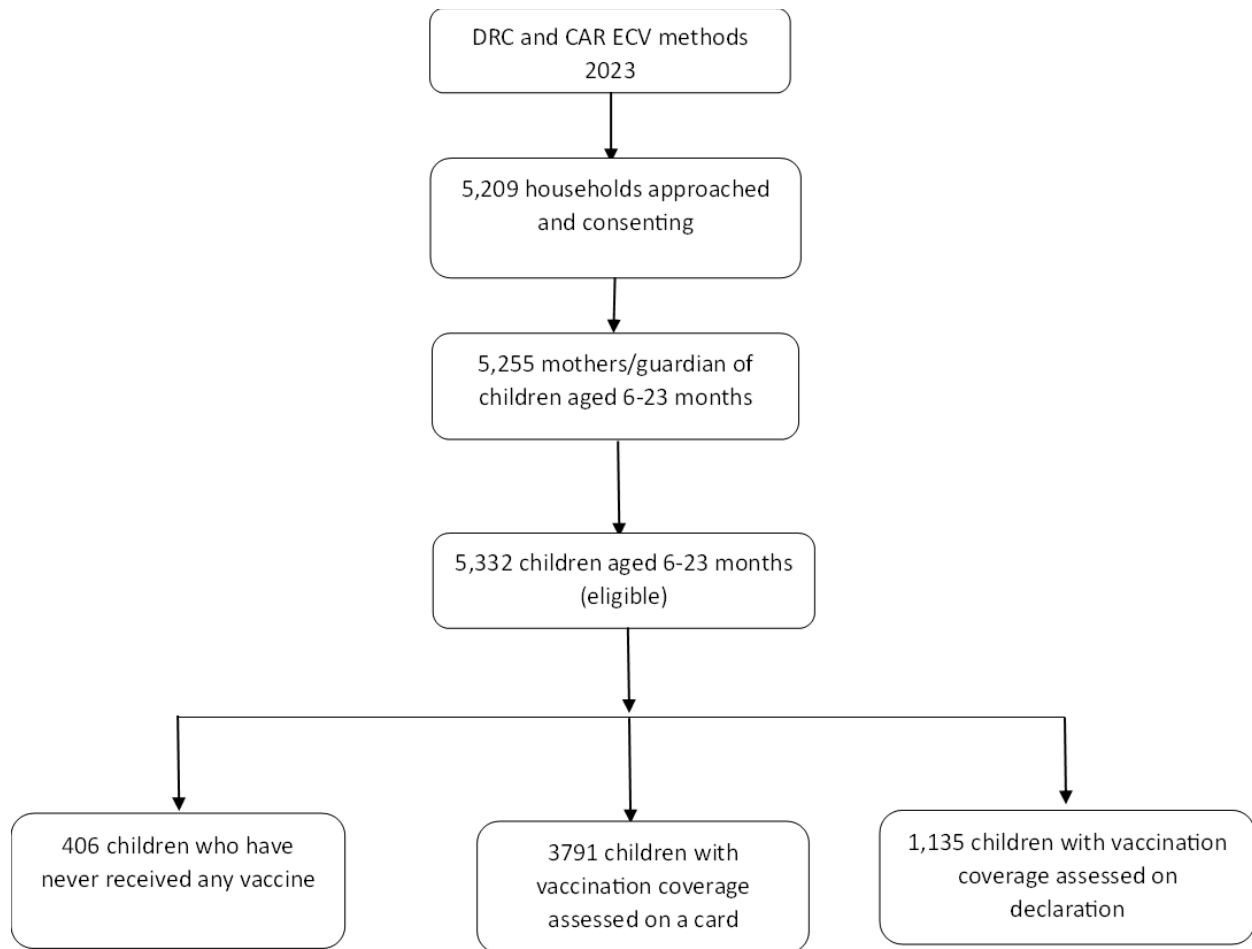 DRC and CAR ECV methods
2023
5,209 households approached
and consenting
5,255 mothers/guardian of
children aged 6-23 months
5,332 children aged 6-23 months
(eligible)
406 children who have
never received any vaccine
3791 children with
vaccination coverage
assessed on a card
1,135 children with vaccination
coverage assessed on
declaration